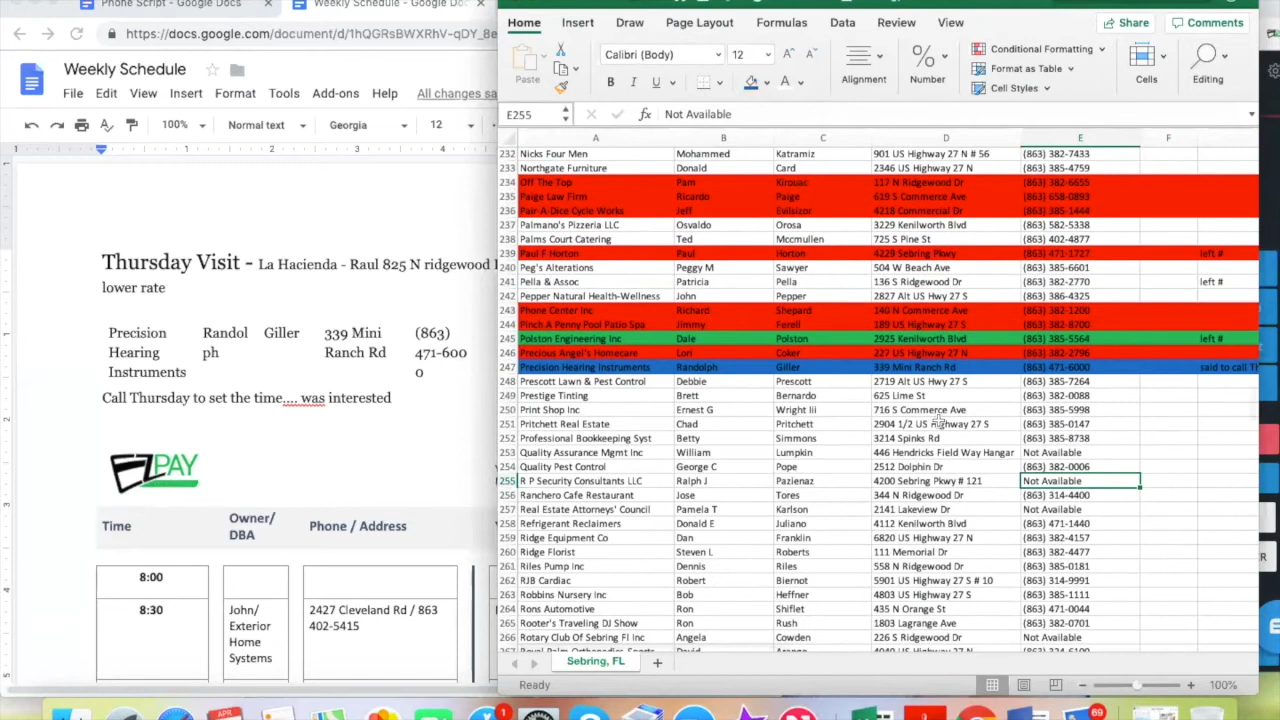 Phone Script - Google Docs
Weekly Schedule - Google Docs
https://docs.google.com/document/d/1hQGRsBWXRhV-qDY_8e
Weekly Schedule
File Edit View Insert Format Tools Add-ons Help All changes sa
100% Normal text Georgia 12
1 1 2 3 4
Thursday Visit - La Hacienda - Raul 825 N ridgewood
lower rate
Precision Randol Giller 339 Mini (863)
Hearing ph Ranch Rd 471-600
Instruments 0
Call Thursday to set the time.... was interested
EZPAY
Time Owner/ DBA Phone / Address
8:00
8:30 John/ Exterior Home Systems 2427 Cleveland Rd / 863 402-5415
Home Insert Draw Page Layout Formulas Data Review View Share Comments
Paste Calibri (Body) 12 A A Alignment % Number Conditional Formatting Format as Table Cell Styles Cells Editing
B I U A
E255 fx Not Available
A B C D E F
232 Nicks Four Men Mohammed Katramiz 901 US Highway 27 N # 56 (863) 382-7433
233 Northgate Furniture Donald Card 2346 US Highway 27 N (863) 385-4759
234 Off The Top Pam Kirouac 117 N Ridgewood Dr (863) 382-6655
235 Paige Law Firm Ricardo Paige 619 S Commerce Ave (863) 658-0893
236 Pair-A-Dice Cycle Works Jeff Evilsizor 4218 Commercial Dr (863) 385-1444
237 Palmano's Pizzeria LLC Osvaldo Orosa 3229 Kenilworth Blvd (863) 582-5338
238 Palms Court Catering Ted Mccmullen 725 S Pine St (863) 402-4877
239 Paul F Horton Paul Horton 4229 Sebring Pkwy (863) 471-1727 left #
240 Peg's Alterations Peggy M Sawyer 504 W Beach Ave (863) 385-6601
241 Pella & Assoc Patricia Pella 136 S Ridgewood Dr (863) 382-2770 left #
242 Pepper Natural Health-Wellness John Pepper 2827 Alt US Hwy 27 S (863) 386-4325
243 Phone Center Inc Richard Shepard 140 N Commerce Ave (863) 382-1200
244 Pinch A Penny Pool Patio Spa Jimmy Ferell 189 US Highway 27 S (863) 382-8700
245 Polston Engineering Inc Dale Polston 2925 Kenilworth Blvd (863) 385-5564 left #
246 Precious Angel's Homecare Lori Coker 227 US Highway 27 N (863) 382-2796
247 Precision Hearing Instruments Randolph Giller 339 Mini Ranch Rd (863) 471-6000 said to call Th
248 Prescott Lawn & Pest Control Debbie Prescott 2719 Alt US Hwy 27 S (863) 385-7264
249 Prestige Tinting Brett Bernardo 625 Lime St (863) 382-0088
250 Print Shop Inc Ernest G Wright Iii 716 S Commerce Ave (863) 385-5998
251 Pritchett Real Estate Chad Pritchett 2904 1/2 US Highway 27 S (863) 385-0147
252 Professional Bookkeeping Syst Betty Simmons 3214 Spinks Rd (863) 385-8738
253 Quality Assurance Mgmt Inc William Lumpkin 446 Hendricks Field Way Hangar Not Available
254 Quality Pest Control George C Pope 2512 Dolphin Dr (863) 382-0006
255 R P Security Consultants LLC Ralph J Pazienaz 4200 Sebring Pkwy # 121 Not Available
256 Ranchero Cafe Restaurant Jose Tores 344 N Ridgewood Dr (863) 314-4400
257 Real Estate Attorneys' Council Pamela T Karlson 2141 Lakeview Dr Not Available
258 Refrigerant Reclaimers Donald E Juliano 4112 Kenilworth Blvd (863) 471-1440
259 Ridge Equipment Co Dan Franklin 6820 US Highway 27 N (863) 382-4157
260 Ridge Florist Steven L Roberts 111 Memorial Dr (863) 382-4477
261 Riles Pump Inc Dennis Riles 558 N Ridgewood Dr (863) 385-0181
262 RJB Cardiac Robert Biernot 5901 US Highway 27 S # 10 (863) 314-9991
263 Robbins Nursery Inc Bob Heffner 4803 US Highway 27 S (863) 385-1111
264 Rons Automotive Ron Shiflet 435 N Orange St (863) 471-0044
265 Rooter's Traveling DJ Show Ron Rush 1803 Lagrange Ave (863) 382-0701
266 Rotary Club Of Sebring Fl Inc Angela Cowden 226 S Ridgewood Dr Not Available
Sebring, FL
Ready 100%
APR 1 69